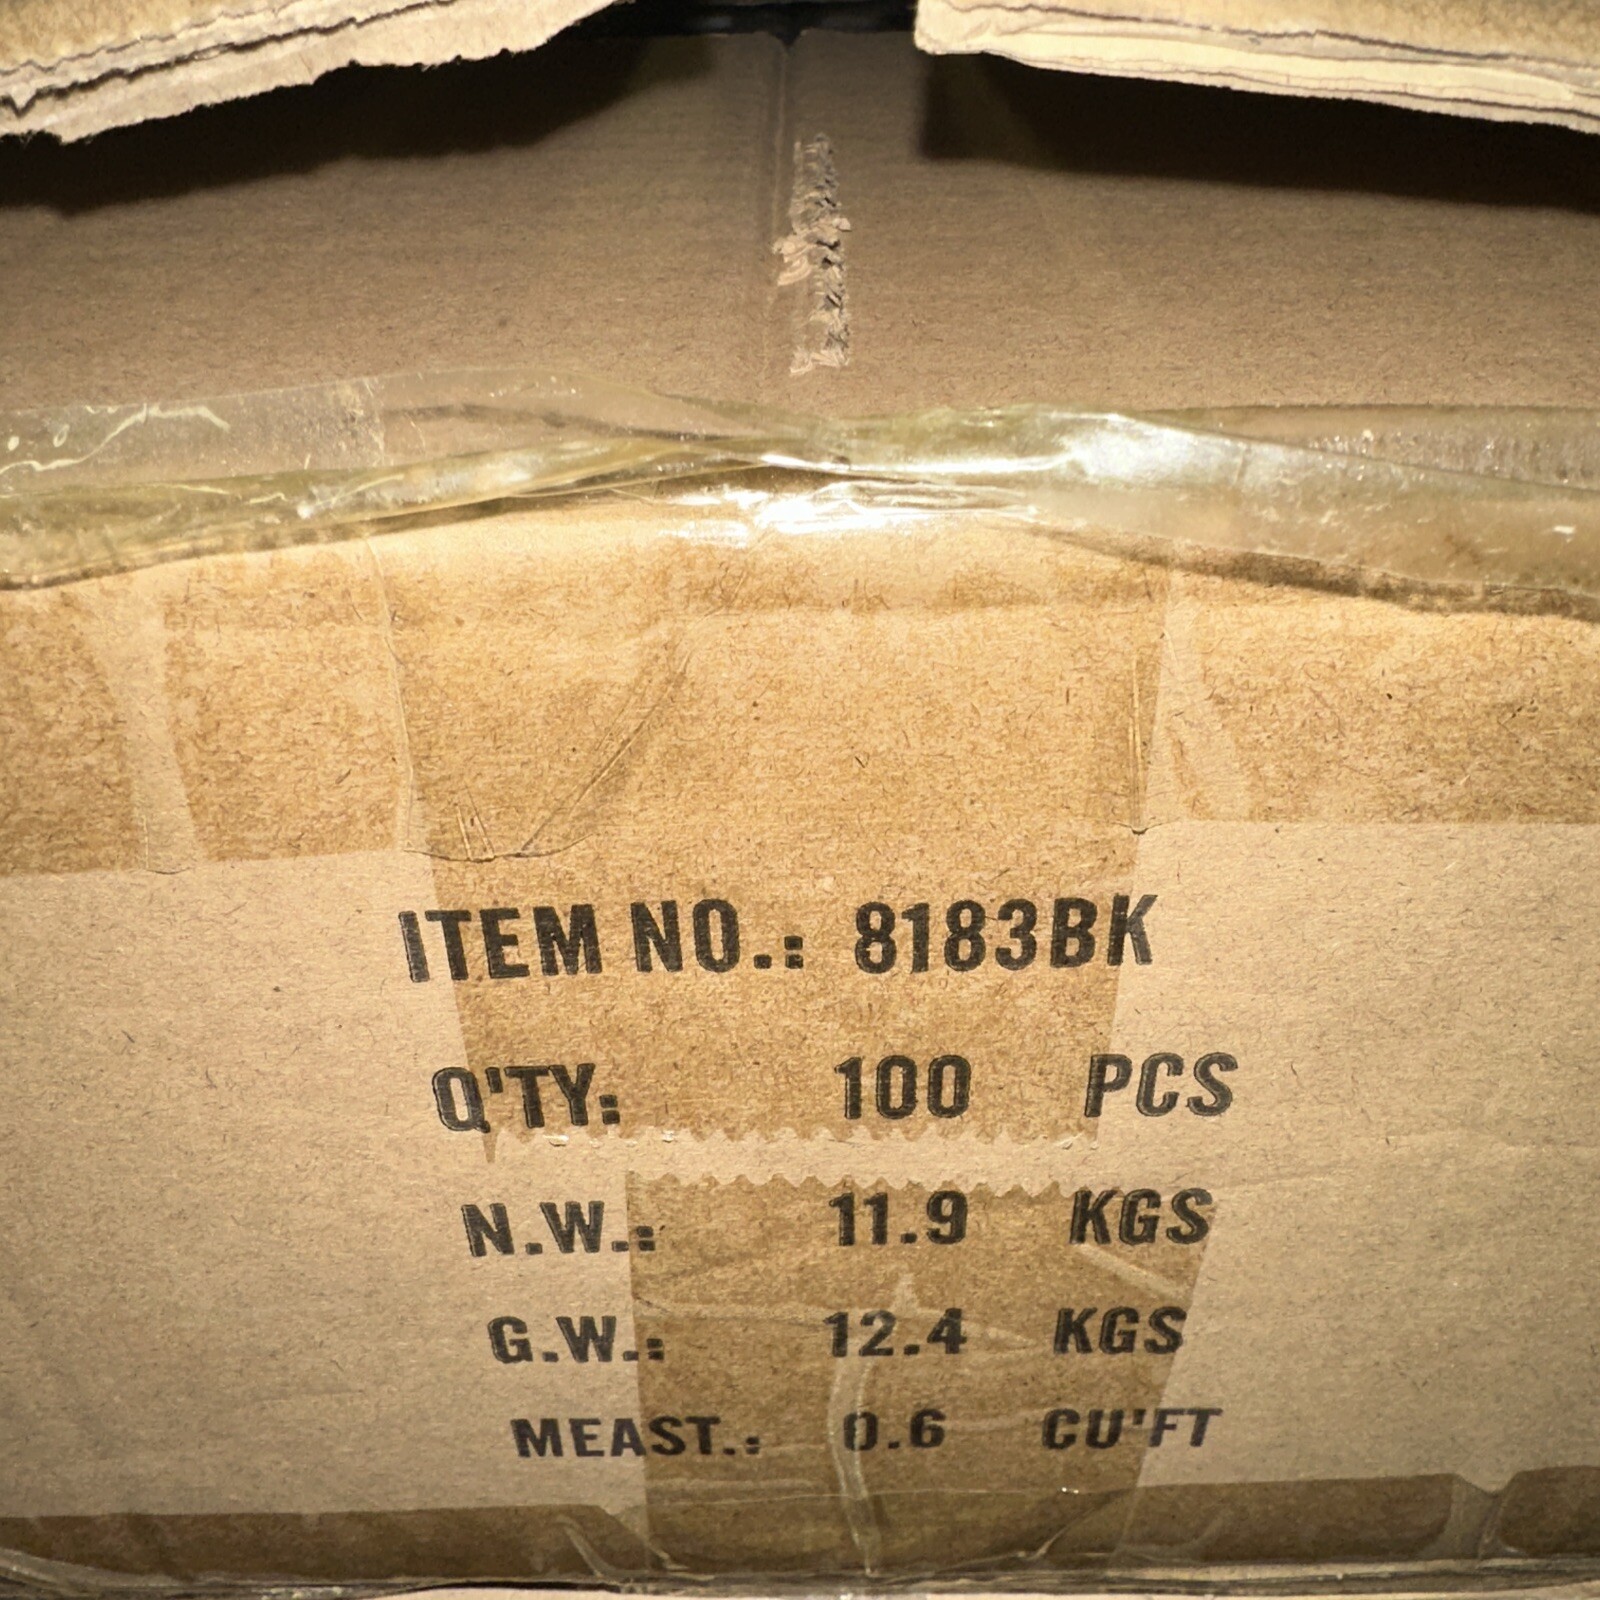 ITEM NO.: 8183BK
Q'TY: 100 PCS
N.W.: 11.9 KGS
G.W.: 12.4 KGS
MEAST.: 0.6 CU'FT